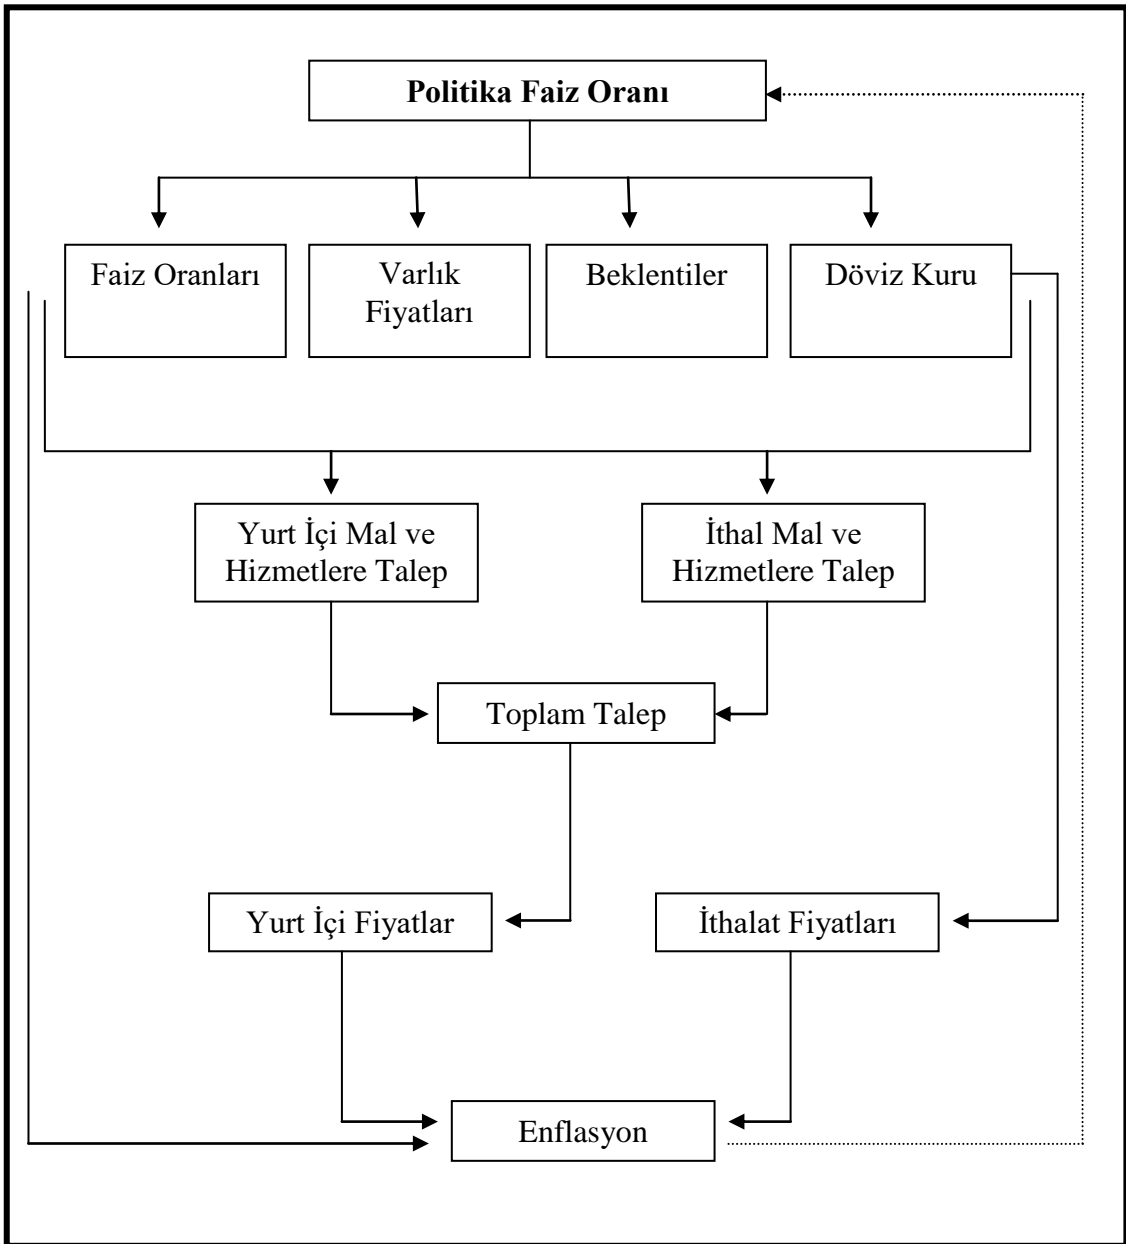 Politika Faiz Oranı
Faiz Oranları
Varlık
Fiyatları
Beklentiler
Döviz Kuru
Yurt İçi Mal ve
Hizmetlere Talep
İthal Mal ve
Hizmetlere Talep
Toplam Talep
Yurt İçi Fiyatlar
İthalat Fiyatları
Enflasyon